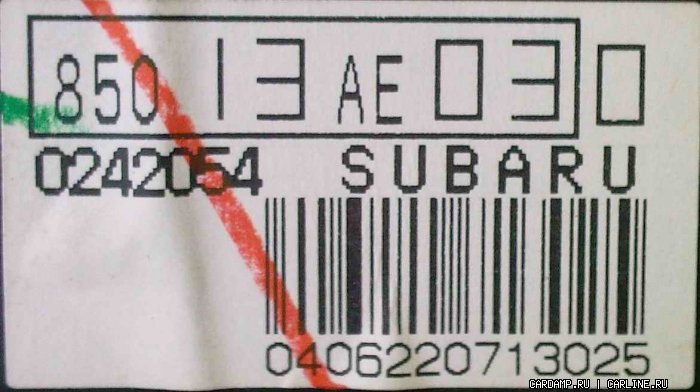 850 13 AE 03 0
0242054 SUBARU
0406220713025
CARDAMP.RU | CARLINE.RU